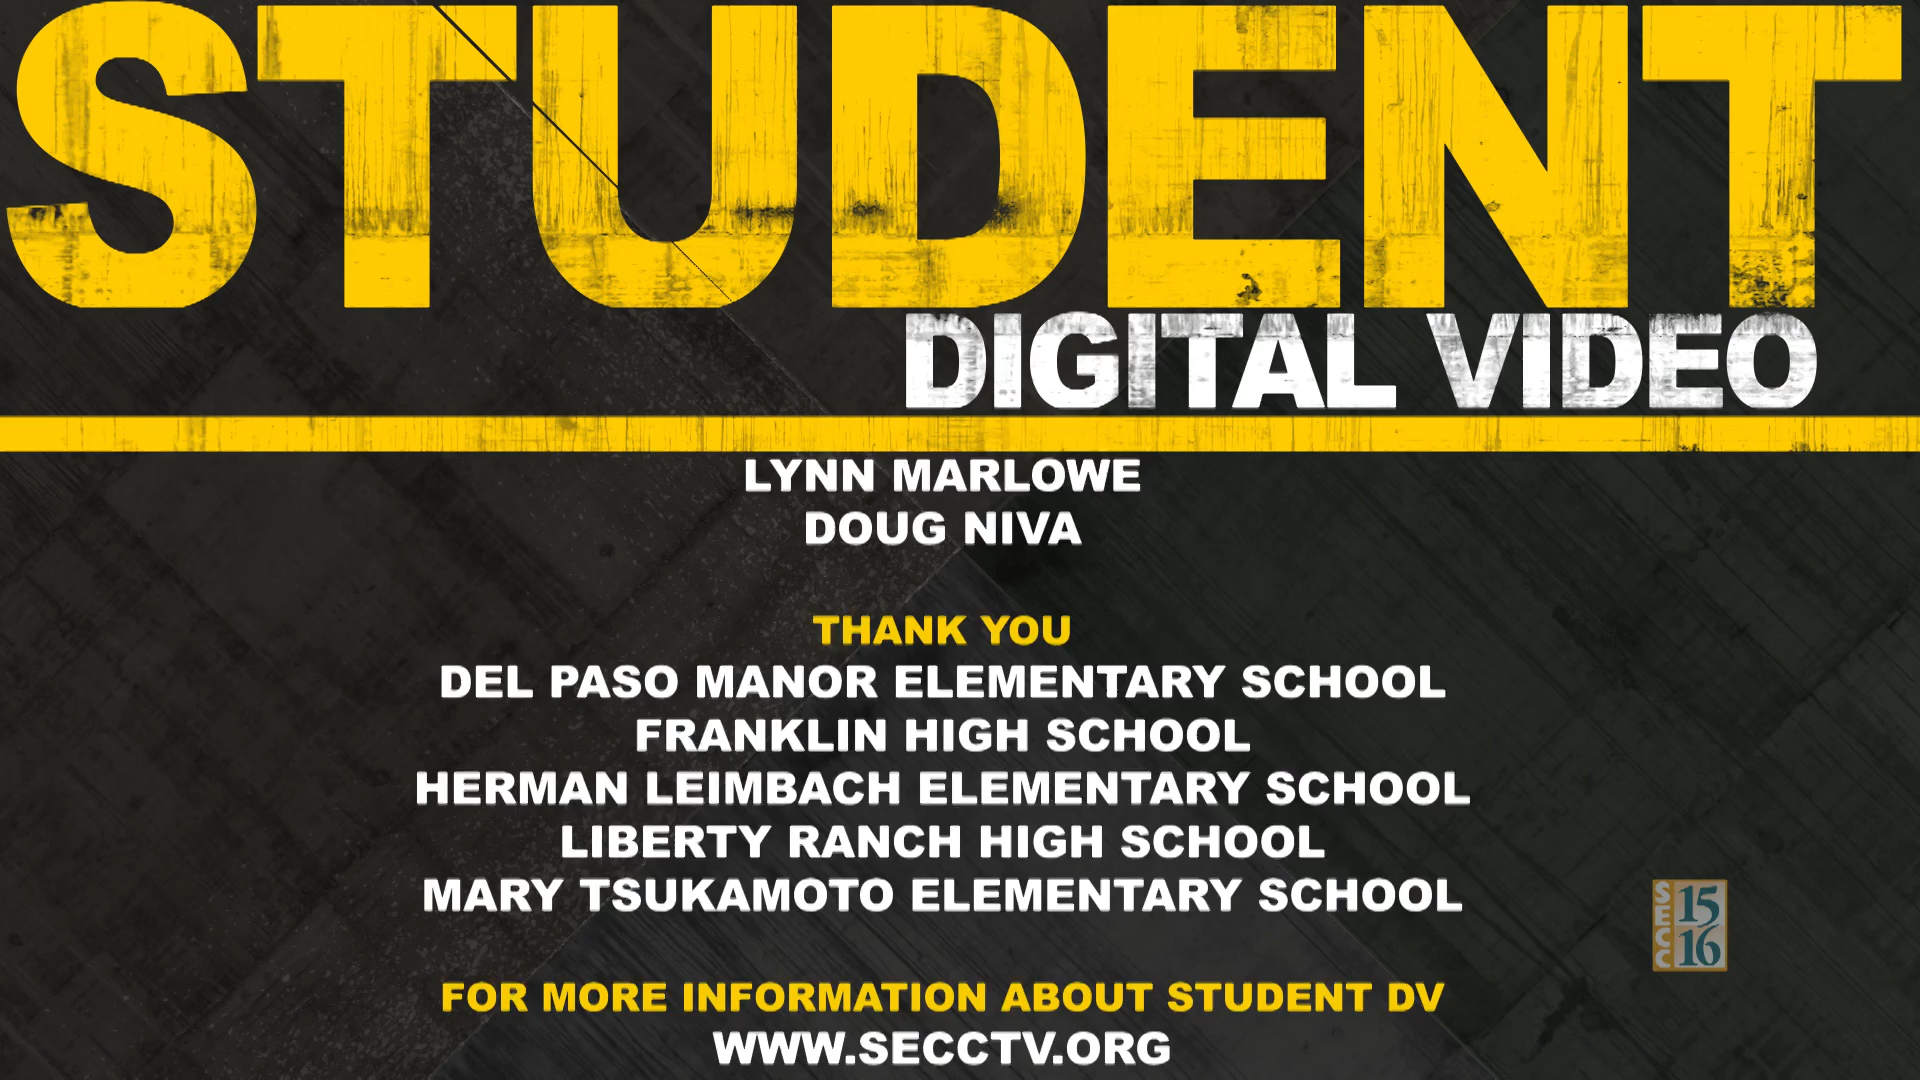 STUDENT
DIGITAL VIDEO
LYNN MARLOWE
DOUG NIVA
THANK YOU
DEL PASO MANOR ELEMENTARY SCHOOL
FRANKLIN HIGH SCHOOL
HERMAN LEIMBACH ELEMENTARY SCHOOL
LIBERTY RANCH HIGH SCHOOL
MARY TSUKAMOTO ELEMENTARY SCHOOL
SECC
15
16
FOR MORE INFORMATION ABOUT STUDENT DV
WWW.SECCTV.ORG